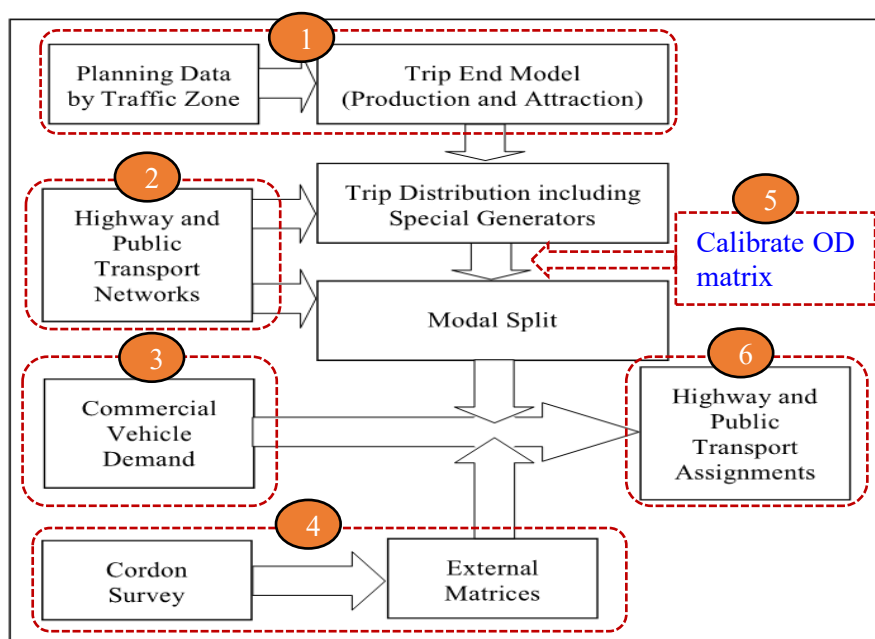 1
Planning Data
by Traffic Zone
Trip End Model
(Production and Attraction)
2
Highway and
Public
Transport
Networks
Trip Distribution including
Special Generators
5
Calibrate OD
matrix
Modal Split
3
Commercial
Vehicle
Demand
6
Highway and
Public
Transport
Assignments
4
Cordon
Survey
External
Matrices